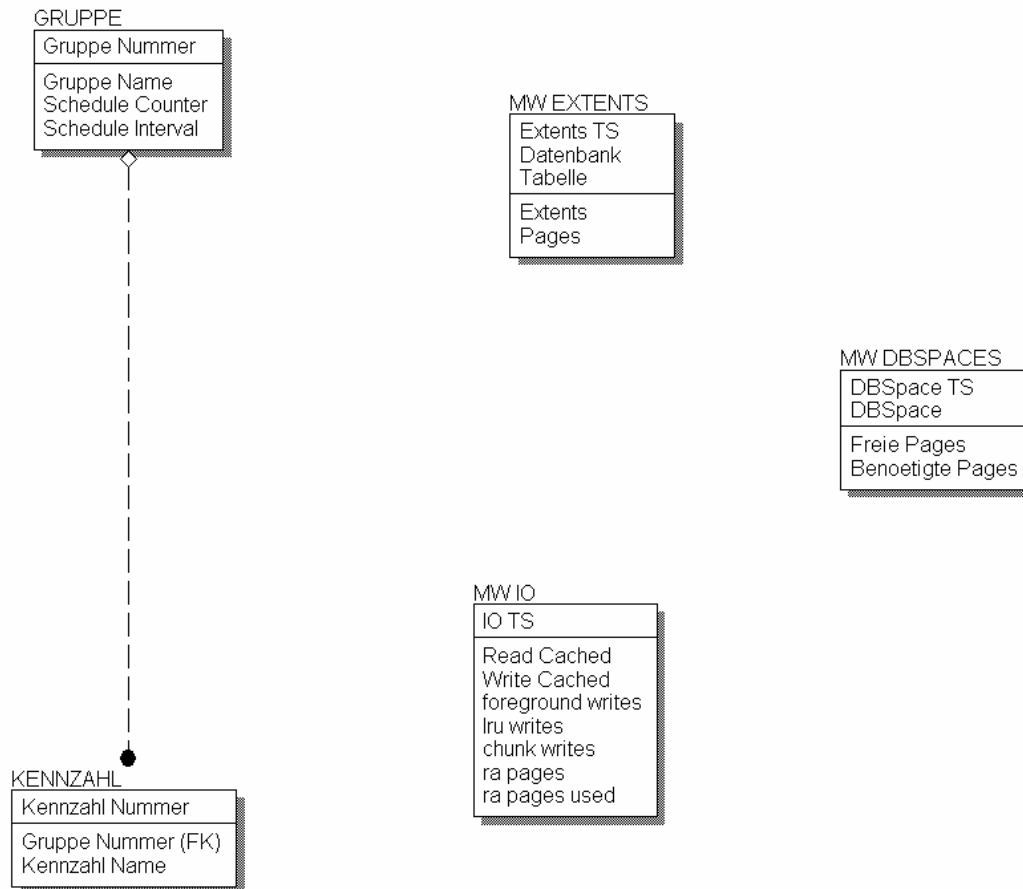 GRUPPE
Gruppe Nummer
Gruppe Name
Schedule Counter
Schedule Interval
MW EXTENTS
Extents TS
Datenbank
Tabelle
Extents
Pages
MW DBSPACES
DBSpace TS
DBSpace
Freie Pages
Benoetigte Pages
MW IO
IO TS
Read Cached
Write Cached
foreground writes
lru writes
chunk writes
ra pages
ra pages used
KENNZAHL
Kennzahl Nummer
Gruppe Nummer (FK)
Kennzahl Name